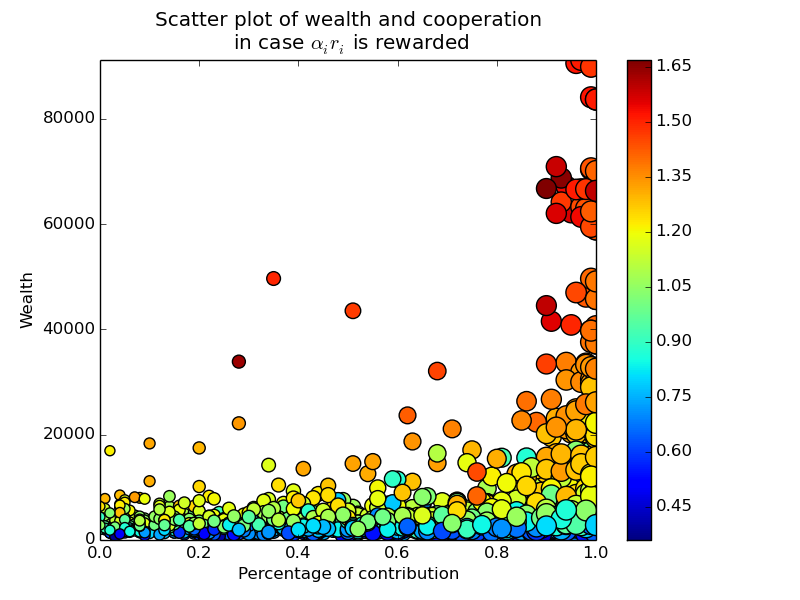 Scatter plot of wealth and cooperation
in case αᵢrᵢ is rewarded
80000
60000
40000
20000
0
Wealth
0.0 0.2 0.4 0.6 0.8 1.0
Percentage of contribution
1.65
1.50
1.35
1.20
1.05
0.90
0.75
0.60
0.45